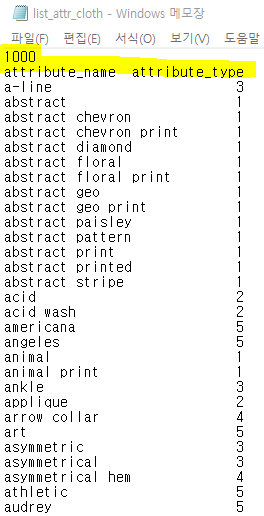 list_attr_cloth - Windows 메모장
파일(F) 편집(E) 서식(O) 보기(V) 도움말
1000
attribute_name attribute_type
a-line 3
abstract 1
abstract chevron 1
abstract chevron print 1
abstract diamond 1
abstract floral 1
abstract floral print 1
abstract geo 1
abstract geo print 1
abstract paisley 1
abstract pattern 1
abstract print 1
abstract printed 1
abstract stripe 1
acid 2
acid wash 2
americana 5
angeles 5
animal 1
animal print 1
ankle 3
applique 2
arrow collar 4
art 5
asymmetric 3
asymmetrical 3
asymmetrical hem 4
athletic 5
audrey 5